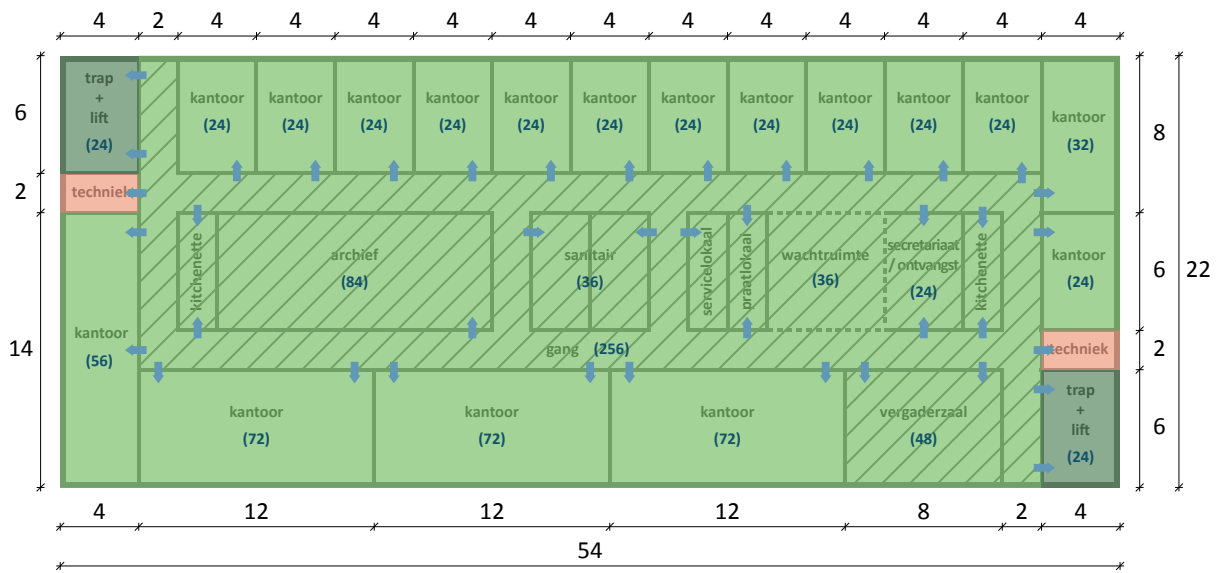 4 2 4 4 4 4 4 4 4 4 4 4 4 4
trap
+
lift
(24)
kantoor
(24)
kantoor
(24)
kantoor
(24)
kantoor
(24)
kantoor
(24)
kantoor
(24)
kantoor
(24)
kantoor
(24)
kantoor
(24)
kantoor
(24)
kantoor
(24)
kantoor
(32)
6
8
2
techniek
kitchenette
archief
(84)
sanitair
(36)
servicelokaal
praatlokaal
wachtruimte
(36)
secretariaat
/ ontvangst
(24)
kitchenette
kantoor
(24)
6
22
kantoor
(56)
14
gang (256)
techniek
2
kantoor
(72)
kantoor
(72)
kantoor
(72)
vergaderzaal
(48)
trap
+
lift
(24)
6
4 12 12 12 8 2 4
54